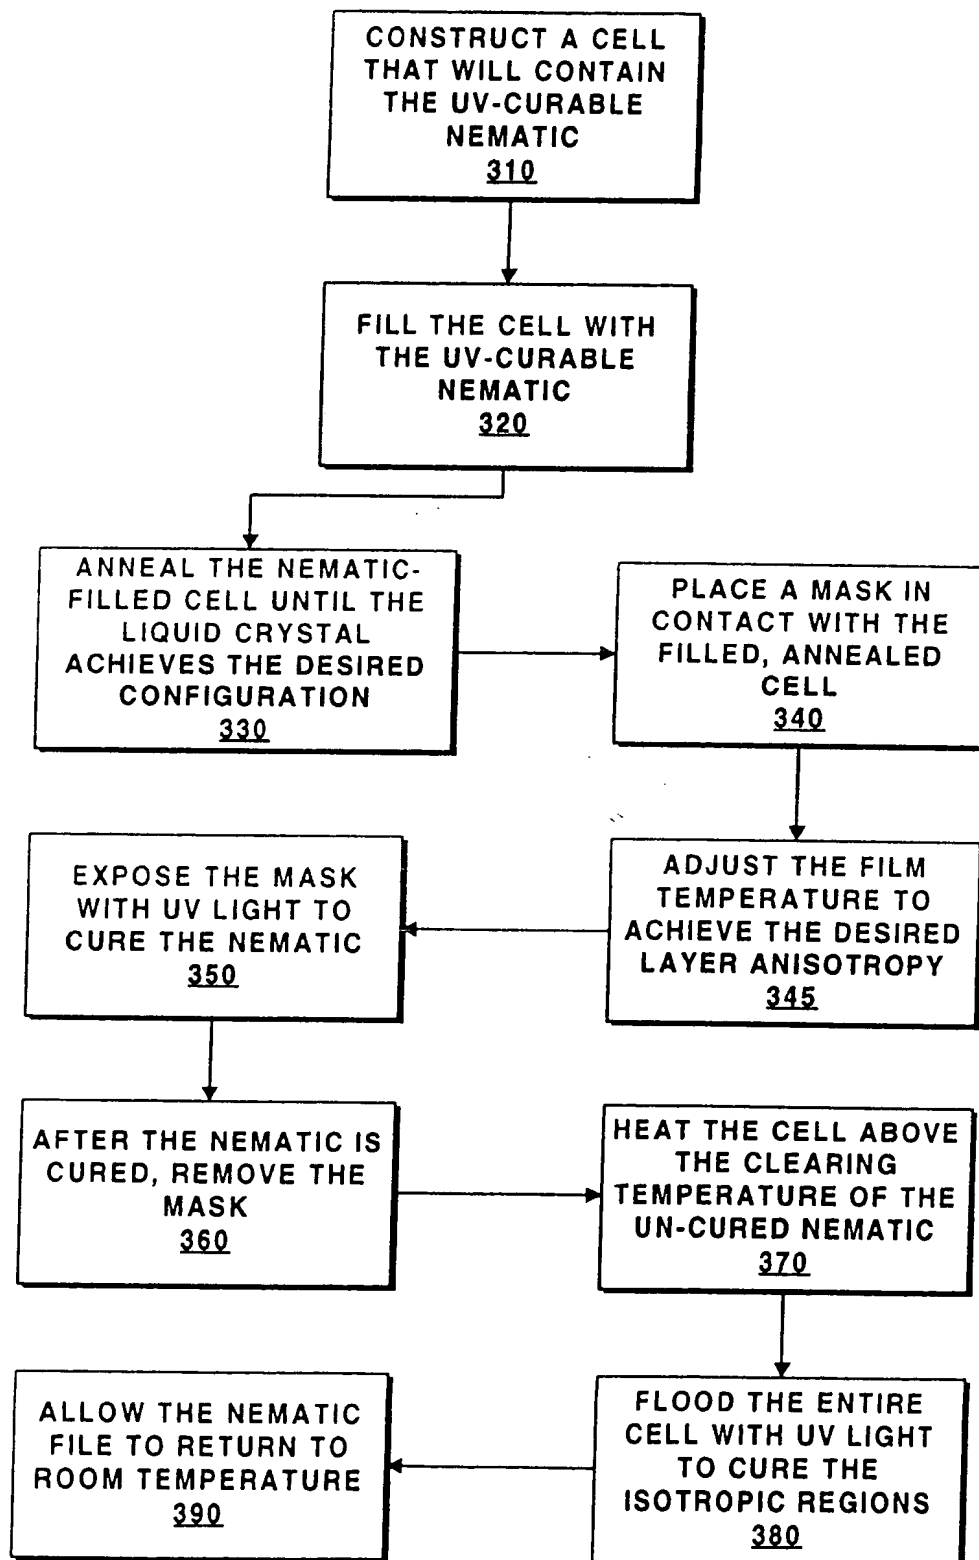 CONSTRUCT A CELL
THAT WILL CONTAIN
THE UV-CURABLE
NEMATIC
310
FILL THE CELL WITH
THE UV-CURABLE
NEMATIC
320
ANNEAL THE NEMATIC-
FILLED CELL UNTIL THE
LIQUID CRYSTAL
ACHIEVES THE DESIRED
CONFIGURATION
330
PLACE A MASK IN
CONTACT WITH THE
FILLED, ANNEALED
CELL
340
ADJUST THE FILM
TEMPERATURE TO
ACHIEVE THE DESIRED
LAYER ANISOTROPY
345
EXPOSE THE MASK
WITH UV LIGHT TO
CURE THE NEMATIC
350
AFTER THE NEMATIC IS
CURED, REMOVE THE
MASK
360
HEAT THE CELL ABOVE
THE CLEARING
TEMPERATURE OF THE
UN-CURED NEMATIC
370
FLOOD THE ENTIRE
CELL WITH UV LIGHT
TO CURE THE
ISOTROPIC REGIONS
380
ALLOW THE NEMATIC
FILE TO RETURN TO
ROOM TEMPERATURE
390